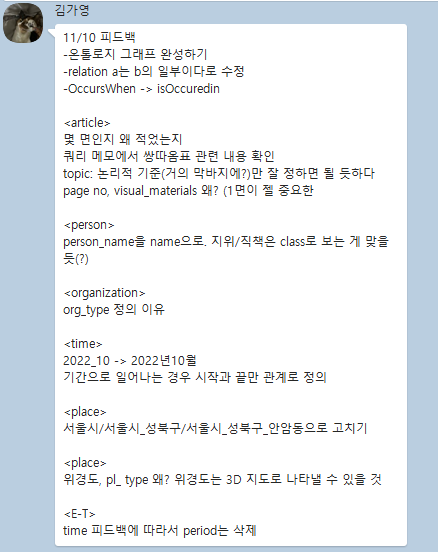 김가영
11/10 피드백
-온톨로지 그래프 완성하기
-relation a는 b의 일부이다로 수정
-OccursWhen -> isOccuredin
<article>
몇 면인지 왜 적었는지
쿼리 메모에서 쌍따옴표 관련 내용 확인
topic: 논리적 기준(거의 막바지에?)만 잘 정하면 될 듯하다
page no, visual_materials 왜? (1면이 젤 중요한
<person>
person_name을 name으로. 지위/직책은 class로 보는 게 맞을
듯(?)
<organization>
org_type 정의 이유
<time>
2022_10 -> 2022년10월
기간으로 일어나는 경우 시작과 끝만 관계로 정의
<place>
서울시/서울시_성북구/서울시_성북구_안암동으로 고치기
<place>
위경도, pl_ type 왜? 위경도는 3D 지도로 나타낼 수 있을 것
<E-T>
time 피드백에 따라서 period는 삭제